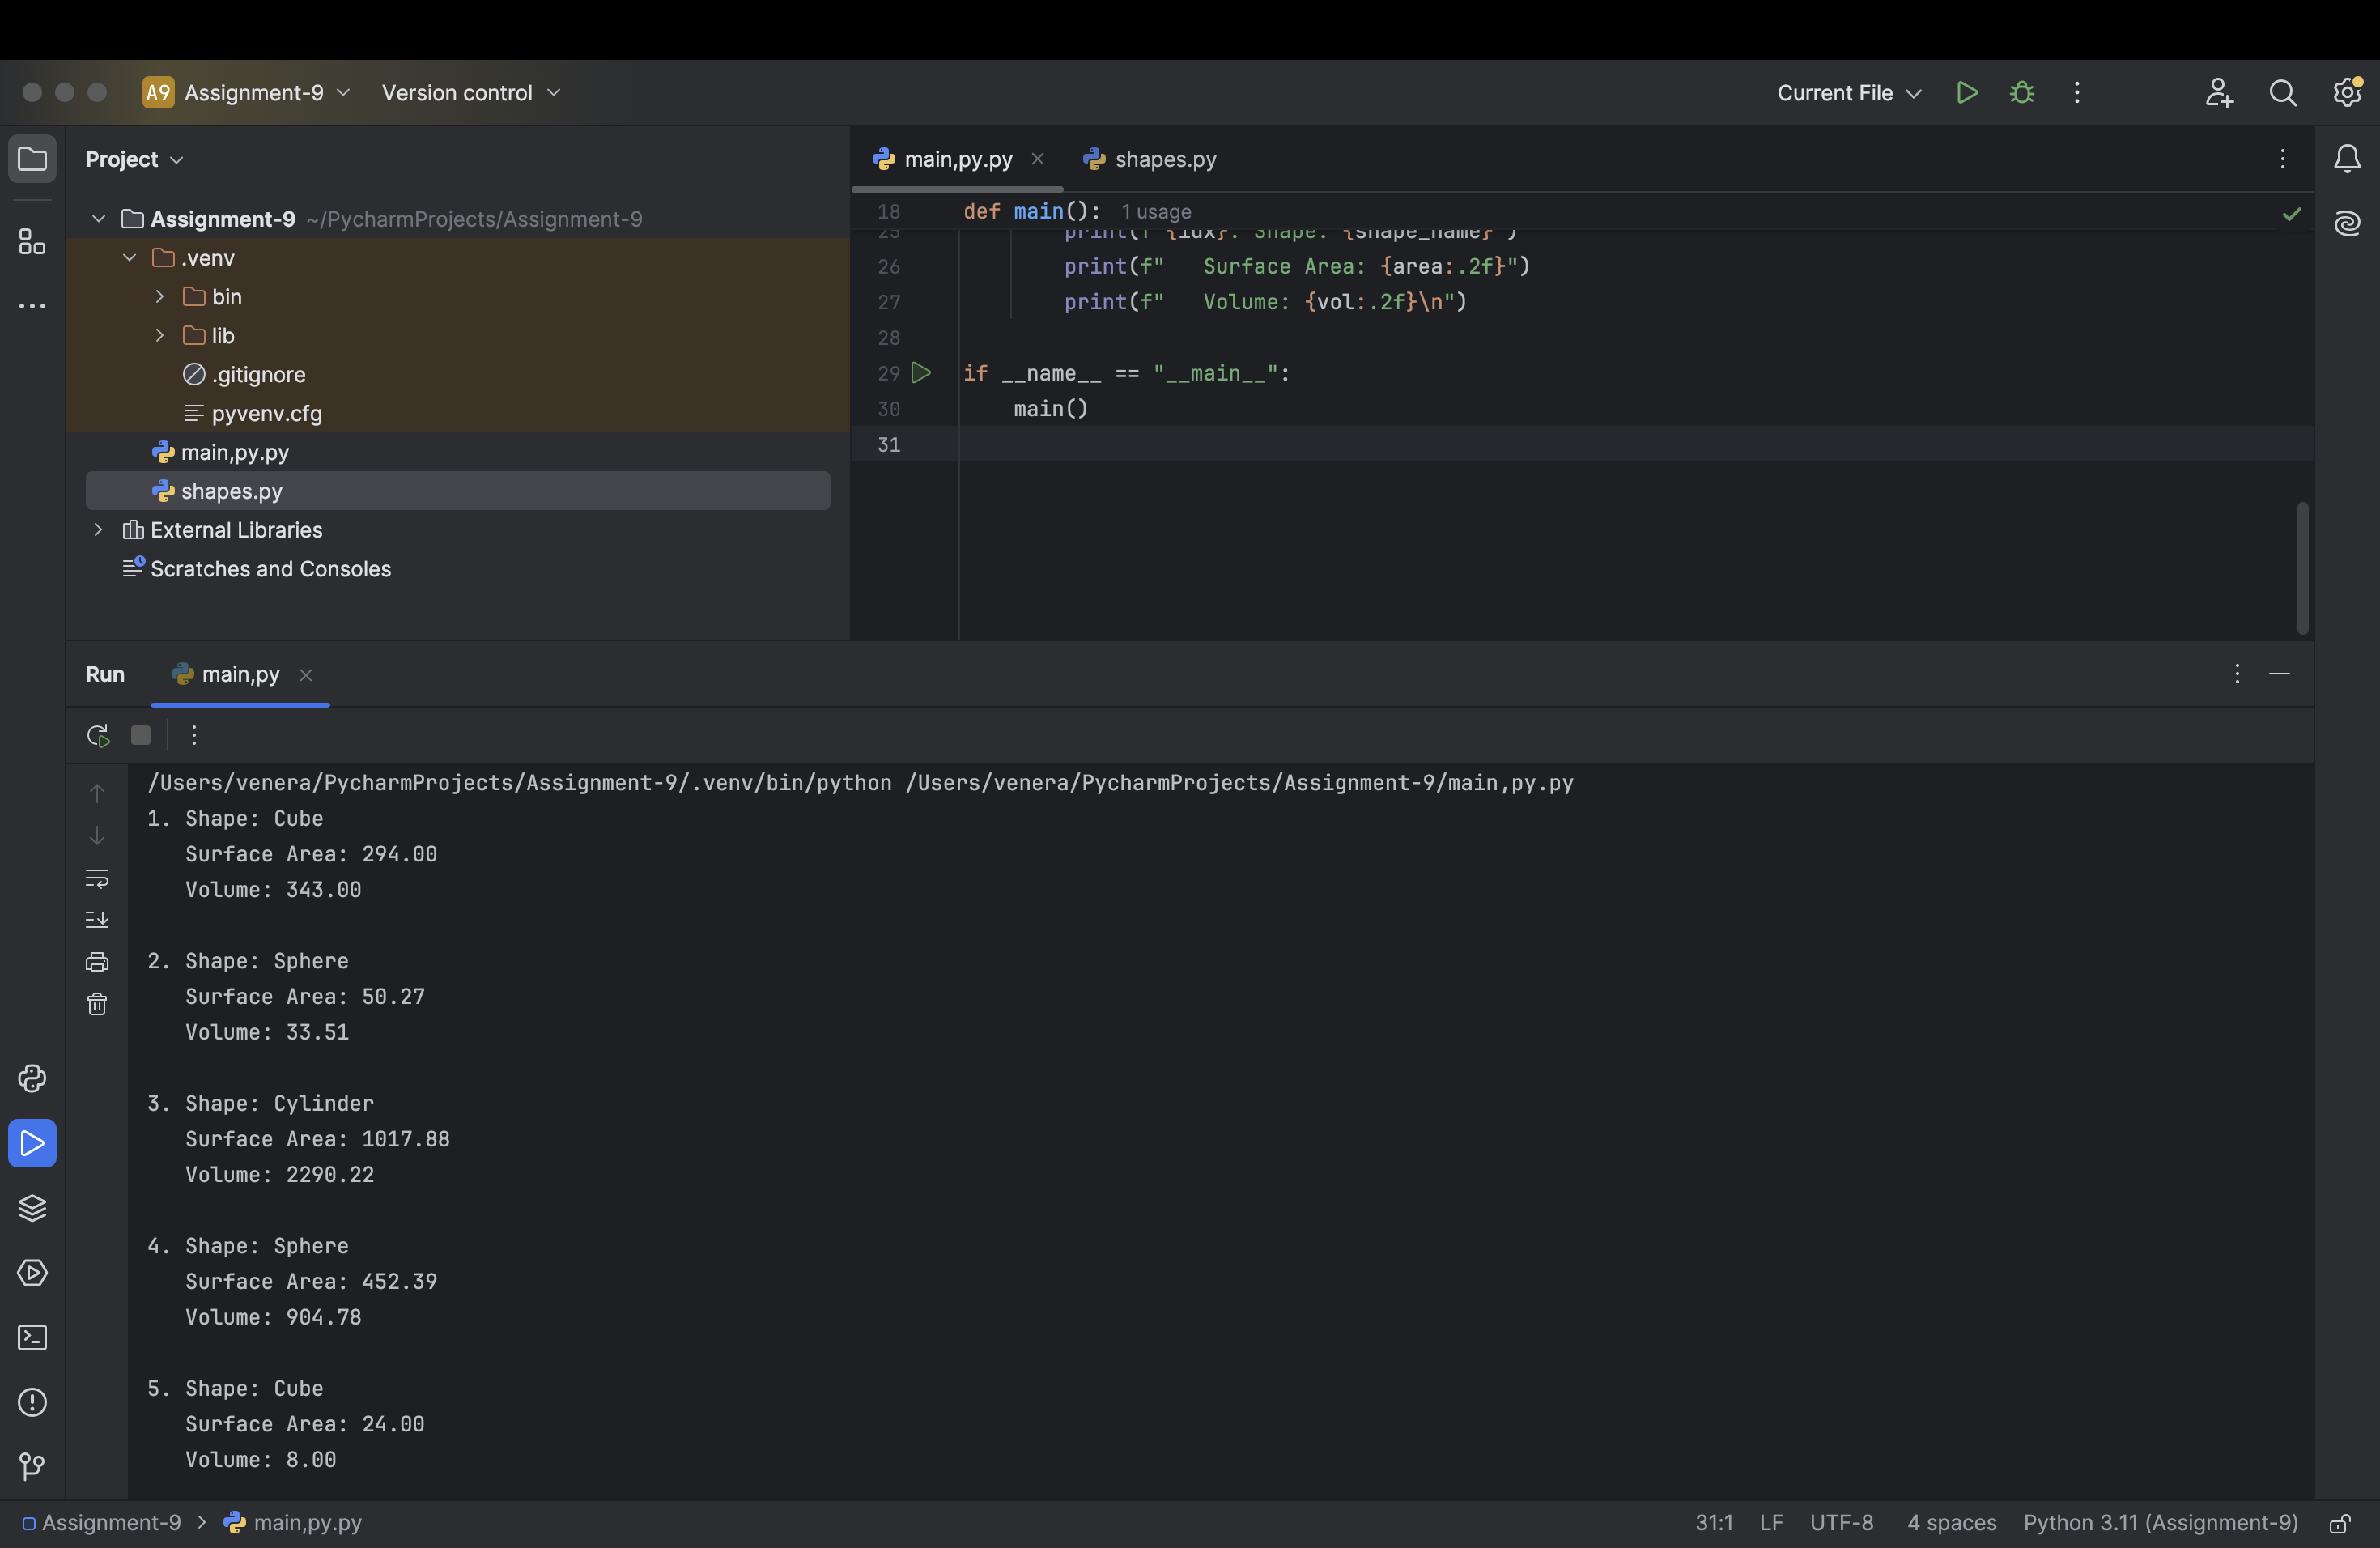 A9 Assignment-9 Version control Current File
Project
Assignment-9 ~/PycharmProjects/Assignment-9
.venv
bin
lib
.gitignore
pyvenv.cfg
main,py.py
shapes.py
External Libraries
Scratches and Consoles
main,py.py shapes.py
18 def main(): 1 usage
25 print(f"{idx}. Shape: {shape_name}")
26 print(f"   Surface Area: {area:.2f}")
27 print(f"   Volume: {vol:.2f}\n")
28
29 if __name__ == "__main__":
30 main()
31
Run main,py
/Users/venera/PycharmProjects/Assignment-9/.venv/bin/python /Users/venera/PycharmProjects/Assignment-9/main,py.py
1. Shape: Cube
Surface Area: 294.00
Volume: 343.00
2. Shape: Sphere
Surface Area: 50.27
Volume: 33.51
3. Shape: Cylinder
Surface Area: 1017.88
Volume: 2290.22
4. Shape: Sphere
Surface Area: 452.39
Volume: 904.78
5. Shape: Cube
Surface Area: 24.00
Volume: 8.00
Assignment-9 > main,py.py 31:1 LF UTF-8 4 spaces Python 3.11 (Assignment-9)